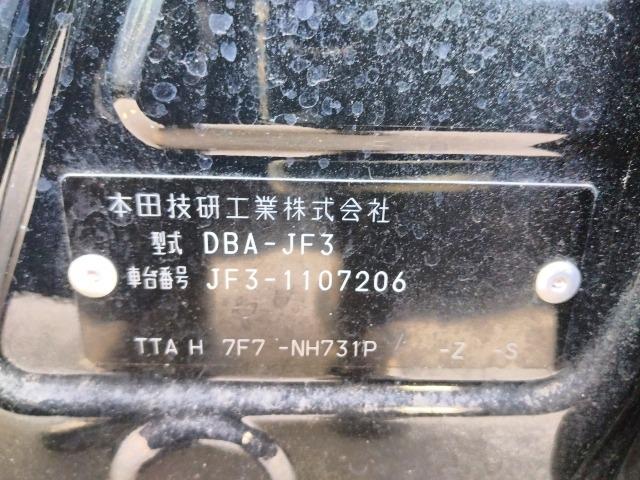 本田技研工業株式会社
型式 DBA-JF3
車台番号 JF3-1107206
TTA H 7F7 -NH731P / -Z -S